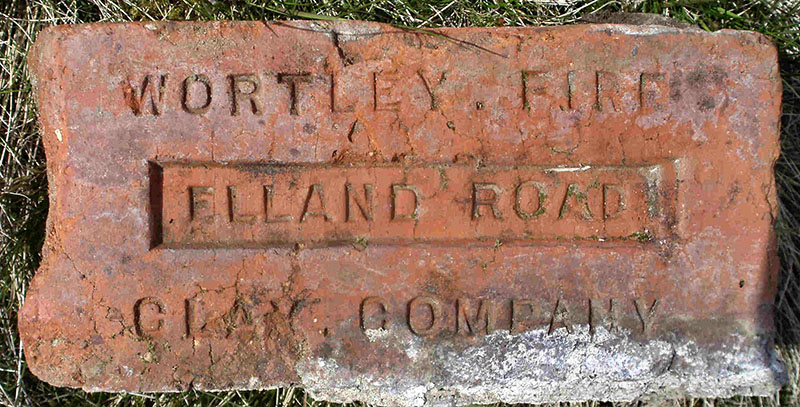 WORTLEY. FIRE
ELLAND ROAD
CLAY. COMPANY